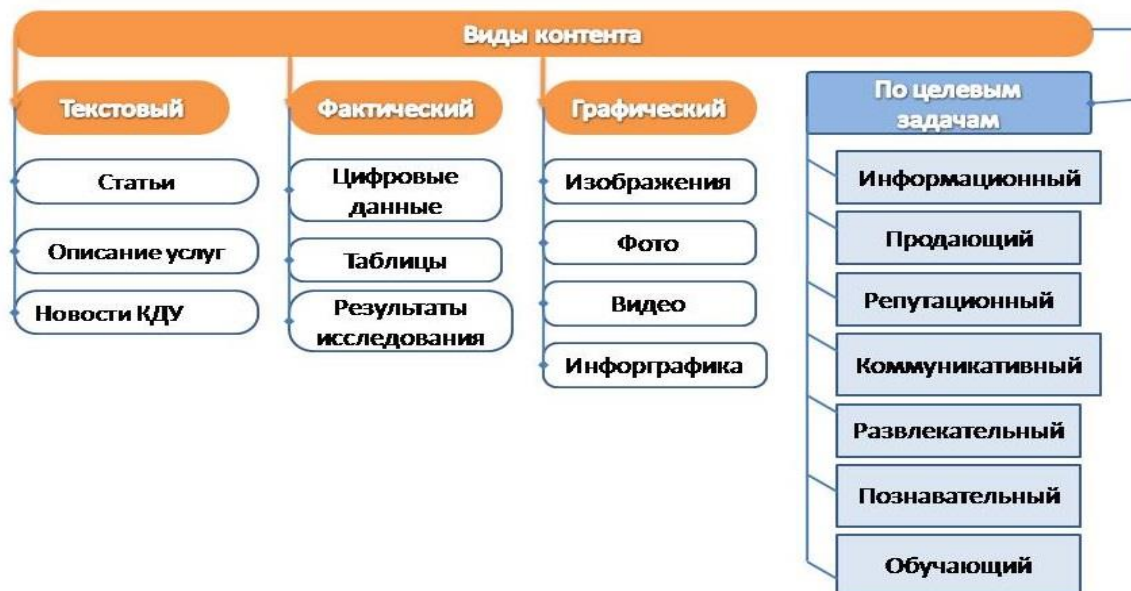 Виды контента
Текстовый
Статьи
Описание услуг
Новости КДУ
Фактический
Цифровые
данные
Таблицы
Результаты
исследования
Графический
Изображения
Фото
Видео
Инфорграфика
По целевым
задачам
Информационный
Продающий
Репутационный
Коммуникативный
Развлекательный
Познавательный
Обучающий